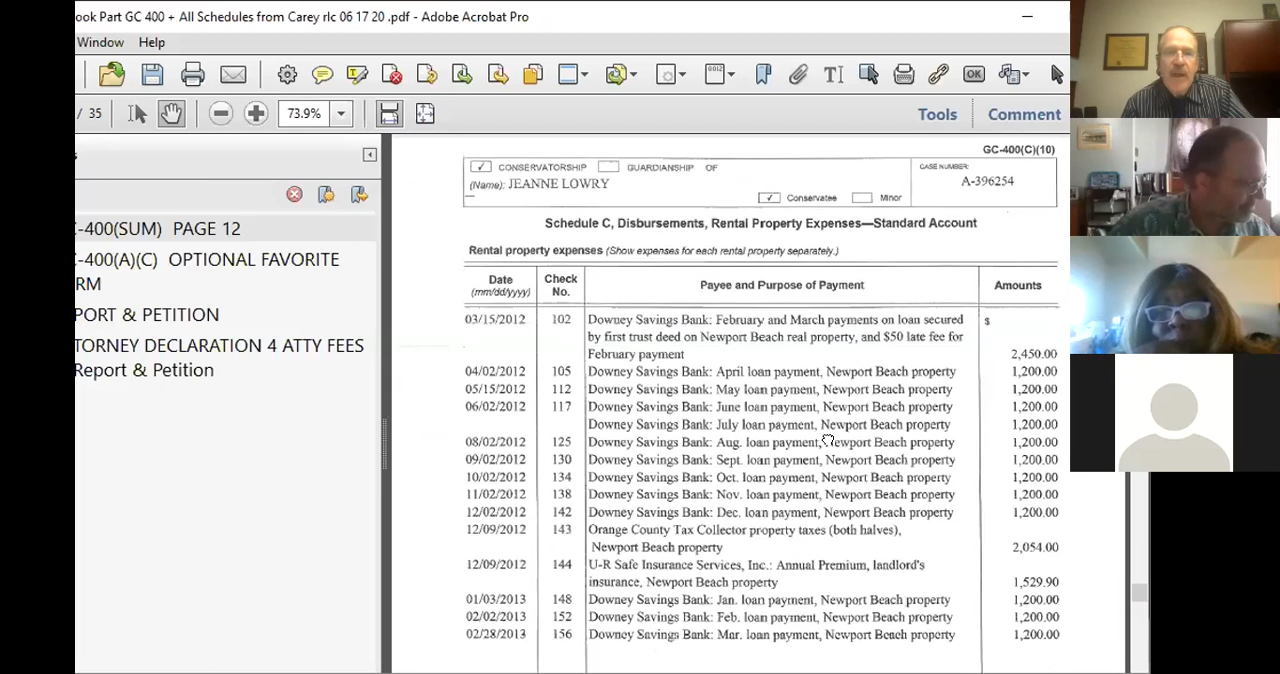 ook Part GC 400 + All Schedules from Carey rlc 06 17 20 .pdf - Adobe Acrobat Pro
Window Help
/ 35 73.9% Tools Comment
C-400(SUM) PAGE 12
C-400(A)(C) OPTIONAL FAVORITE
RM
PORT & PETITION
TORNEY DECLARATION 4 ATTY FEES
Report & Petition
GC-400(C)(10)
✓ CONSERVATORSHIP GUARDIANSHIP OF
(Name): JEANNE LOWRY
✓ Conservatee Minor
CASE NUMBER:
A-396254
Schedule C, Disbursements, Rental Property Expenses—Standard Account
Rental property expenses (Show expenses for each rental property separately.)
Date (mm/dd/yyyy) Check No. Payee and Purpose of Payment Amounts
03/15/2012 102 Downey Savings Bank: February and March payments on loan secured $
by first trust deed on Newport Beach real property, and $50 late fee for
February payment 2,450.00
04/02/2012 105 Downey Savings Bank: April loan payment, Newport Beach property 1,200.00
05/15/2012 112 Downey Savings Bank: May loan payment, Newport Beach property 1,200.00
06/02/2012 117 Downey Savings Bank: June loan payment, Newport Beach property 1,200.00
Downey Savings Bank: July loan payment, Newport Beach property 1,200.00
08/02/2012 125 Downey Savings Bank: Aug. loan payment, Newport Beach property 1,200.00
09/02/2012 130 Downey Savings Bank: Sept. loan payment, Newport Beach property 1,200.00
10/02/2012 134 Downey Savings Bank: Oct. loan payment, Newport Beach property 1,200.00
11/02/2012 138 Downey Savings Bank: Nov. loan payment, Newport Beach property 1,200.00
12/02/2012 142 Downey Savings Bank: Dec. loan payment, Newport Beach property 1,200.00
12/09/2012 143 Orange County Tax Collector property taxes (both halves),
Newport Beach property 2,054.00
12/09/2012 144 U-R Safe Insurance Services, Inc.: Annual Premium, landlord's
insurance, Newport Beach property 1,529.90
01/03/2013 148 Downey Savings Bank: Jan. loan payment, Newport Beach property 1,200.00
02/02/2013 152 Downey Savings Bank: Feb. loan payment, Newport Beach property 1,200.00
02/28/2013 156 Downey Savings Bank: Mar. loan payment, Newport Beach property 1,200.00